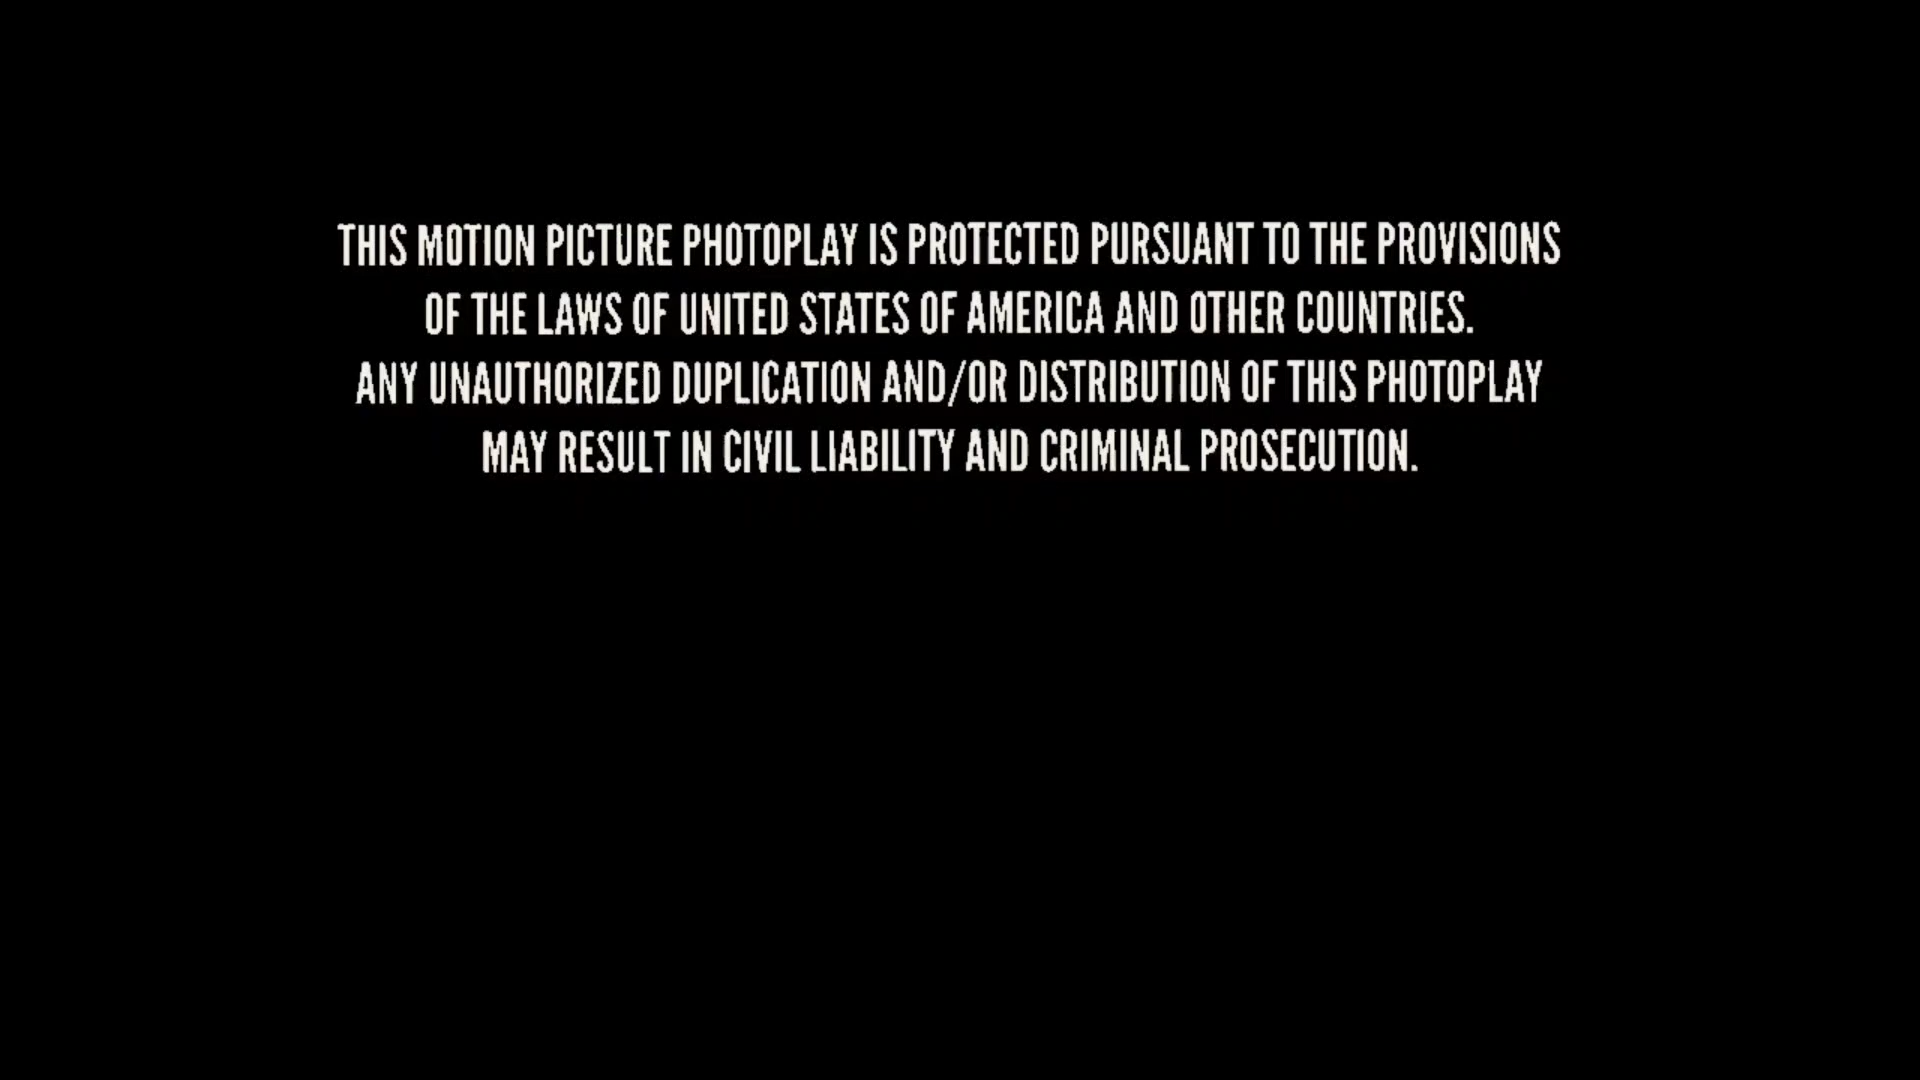 THIS MOTION PICTURE PHOTOPLAY IS PROTECTED PURSUANT TO THE PROVISIONS
OF THE LAWS OF UNITED STATES OF AMERICA AND OTHER COUNTRIES.
ANY UNAUTHORIZED DUPLICATION AND/OR DISTRIBUTION OF THIS PHOTOPLAY
MAY RESULT IN CIVIL LIABILITY AND CRIMINAL PROSECUTION.